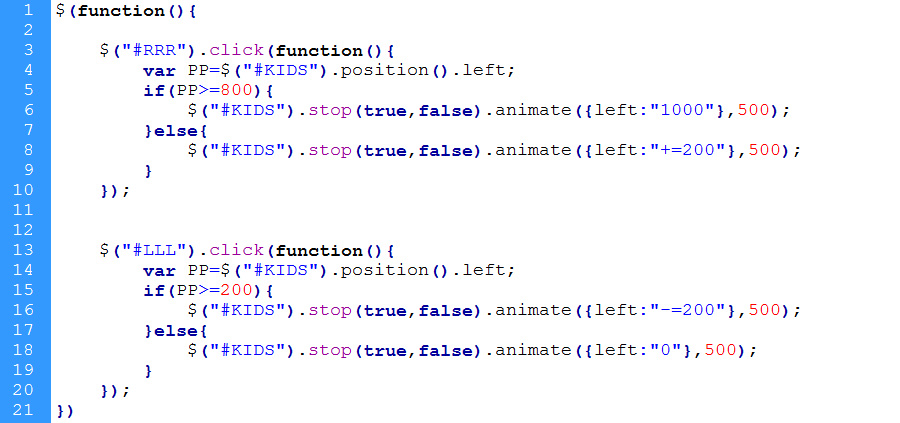 1 $(function(){
2
3 $("#RRR").click(function(){
4 var PP=$("#KIDS").position().left;
5 if(PP>=800){
6 $("#KIDS").stop(true,false).animate({left:"1000"},500);
7 }else{
8 $("#KIDS").stop(true,false).animate({left:"+=200"},500);
9 }
10 });
11
12
13 $("#LLL").click(function(){
14 var PP=$("#KIDS").position().left;
15 if(PP>=200){
16 $("#KIDS").stop(true,false).animate({left:"-=200"},500);
17 }else{
18 $("#KIDS").stop(true,false).animate({left:"0"},500);
19 }
20 });
21 })